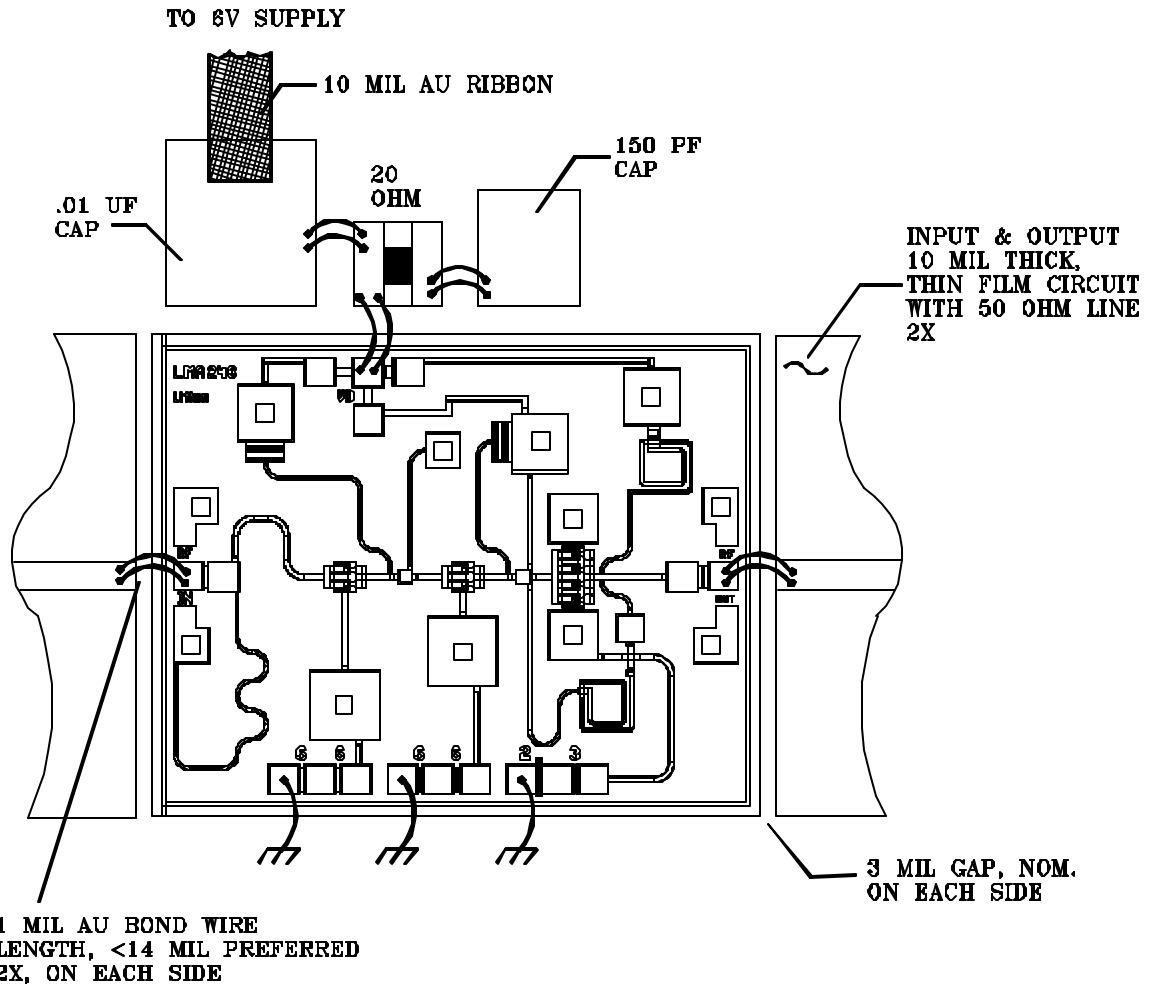 TO 6V SUPPLY
10 MIL AU RIBBON
150 PF
CAP
20
OHM
.01 UF
CAP
INPUT & OUTPUT
10 MIL THICK,
THIN FILM CIRCUIT
WITH 50 OHM LINE
2X
LMA246
VD
RF
IN
RF
OUT
5 6 5 6 2 3
3 MIL GAP, NOM.
ON EACH SIDE
1 MIL AU BOND WIRE
LENGTH, <14 MIL PREFERRED
2X, ON EACH SIDE